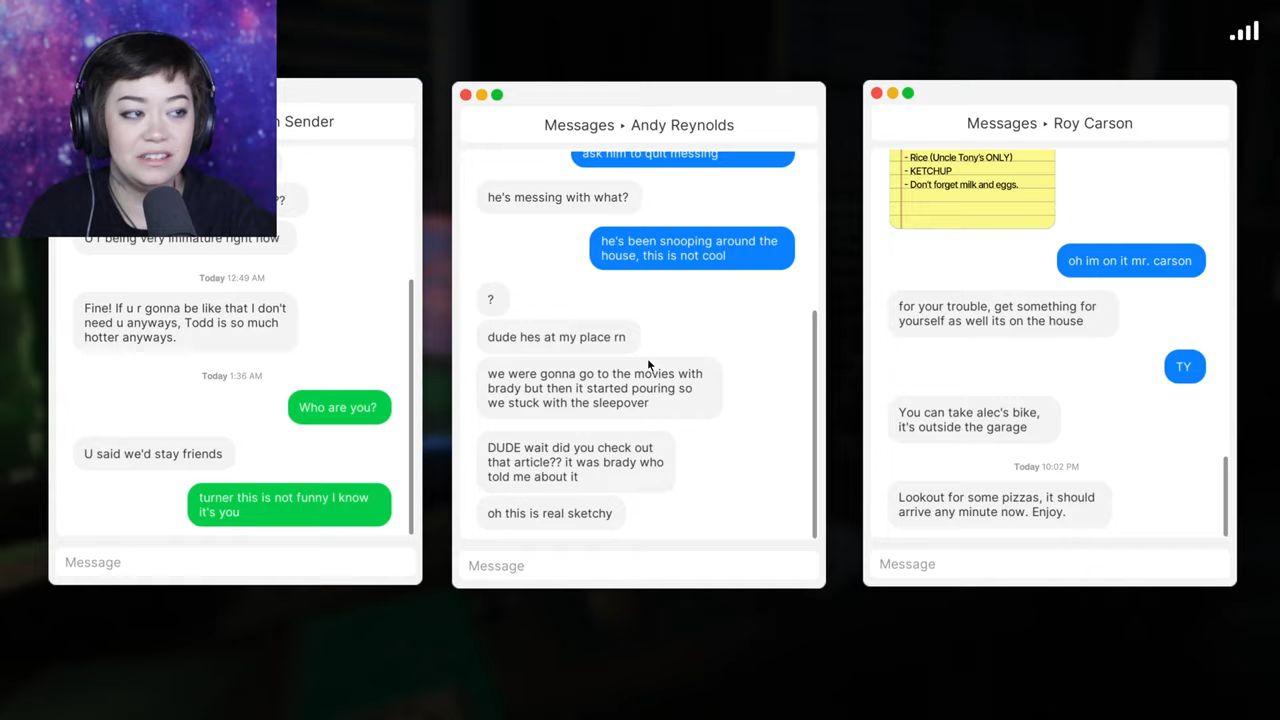 Sender
??
U r being very immature right now
Today 12:49 AM
Fine! If u r gonna be like that I don't
need u anyways, Todd is so much
hotter anyways.
Today 1:36 AM
Who are you?
U said we'd stay friends
turner this is not funny I know
it's you
Message
Messages ▸ Andy Reynolds
ask him to quit messing
he's messing with what?
he's been snooping around the
house, this is not cool
?
dude hes at my place rn
we were gonna go to the movies with
brady but then it started pouring so
we stuck with the sleepover
DUDE wait did you check out
that article?? it was brady who
told me about it
oh this is real sketchy
Message
Messages ▸ Roy Carson
- Rice (Uncle Tony's ONLY)
- KETCHUP
- Don't forget milk and eggs.
oh im on it mr. carson
for your trouble, get something for
yourself as well its on the house
TY
You can take alec's bike,
it's outside the garage
Today 10:02 PM
Lookout for some pizzas, it should
arrive any minute now. Enjoy.
Message